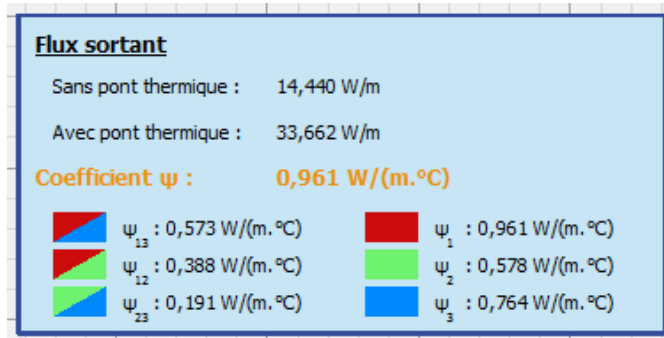 Flux sortant
Sans pont thermique : 14,440 W/m
Avec pont thermique : 33,662 W/m
Coefficient ψ : 0,961 W/(m.°C)
ψ13 : 0,573 W/(m.°C) ψ1 : 0,961 W/(m.°C)
ψ12 : 0,388 W/(m.°C) ψ2 : 0,578 W/(m.°C)
ψ23 : 0,191 W/(m.°C) ψ3 : 0,764 W/(m.°C)